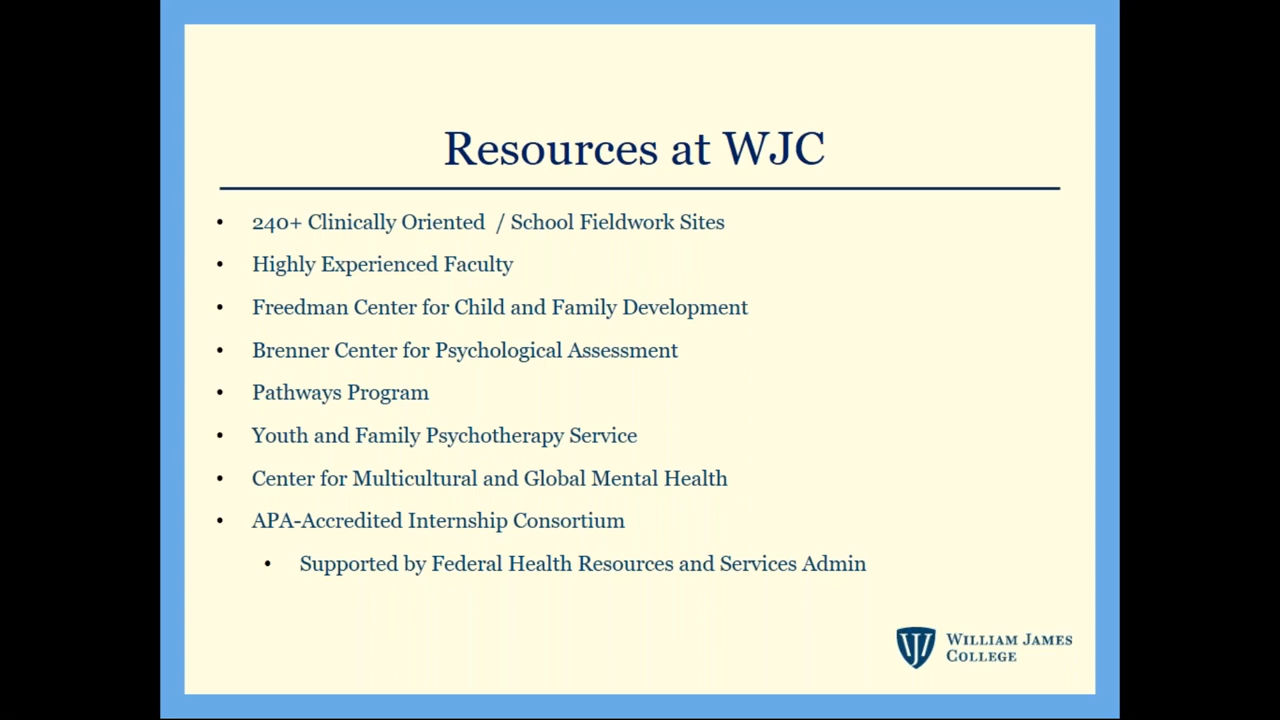 Resources at WJC
• 240+ Clinically Oriented / School Fieldwork Sites
• Highly Experienced Faculty
• Freedman Center for Child and Family Development
• Brenner Center for Psychological Assessment
• Pathways Program
• Youth and Family Psychotherapy Service
• Center for Multicultural and Global Mental Health
• APA-Accredited Internship Consortium
• Supported by Federal Health Resources and Services Admin
WILLIAM JAMES
COLLEGE